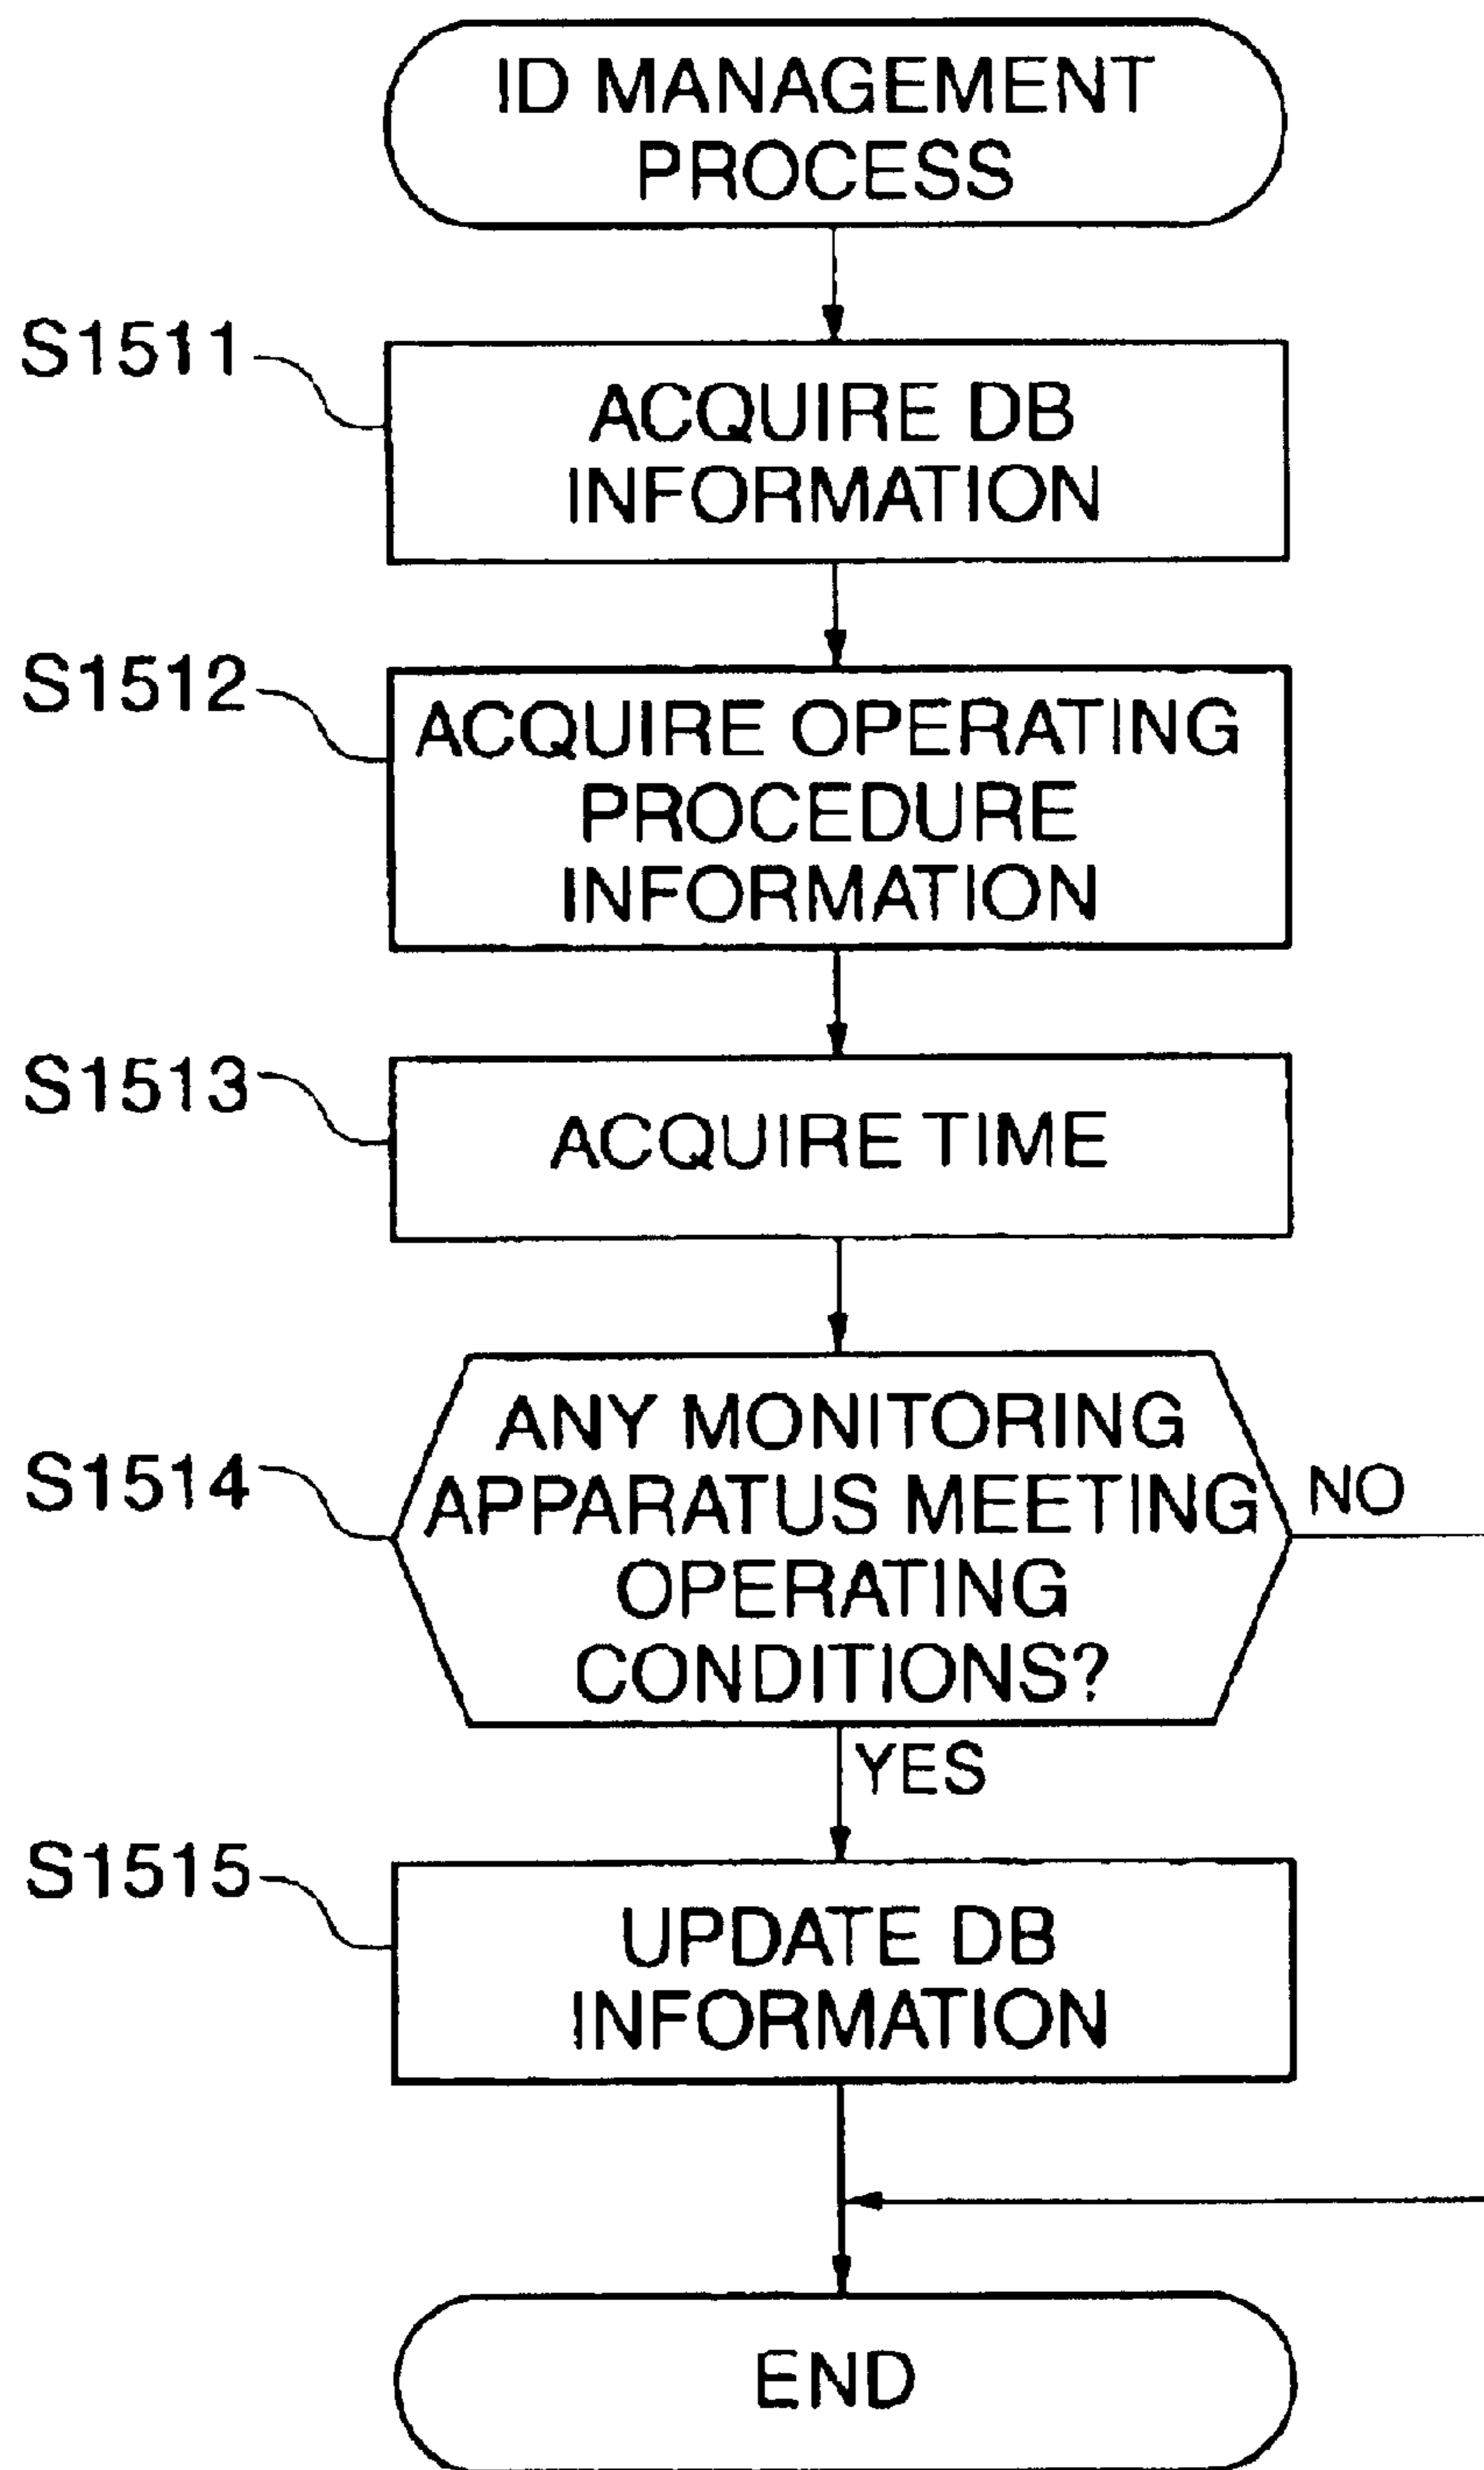 ID MANAGEMENT
PROCESS
S1511
ACQUIRE DB
INFORMATION
S1512
ACQUIRE OPERATING
PROCEDURE
INFORMATION
S1513
ACQUIRE TIME
S1514
ANY MONITORING
APPARATUS MEETING
OPERATING
CONDITIONS?
NO
YES
S1515
UPDATE DB
INFORMATION
END